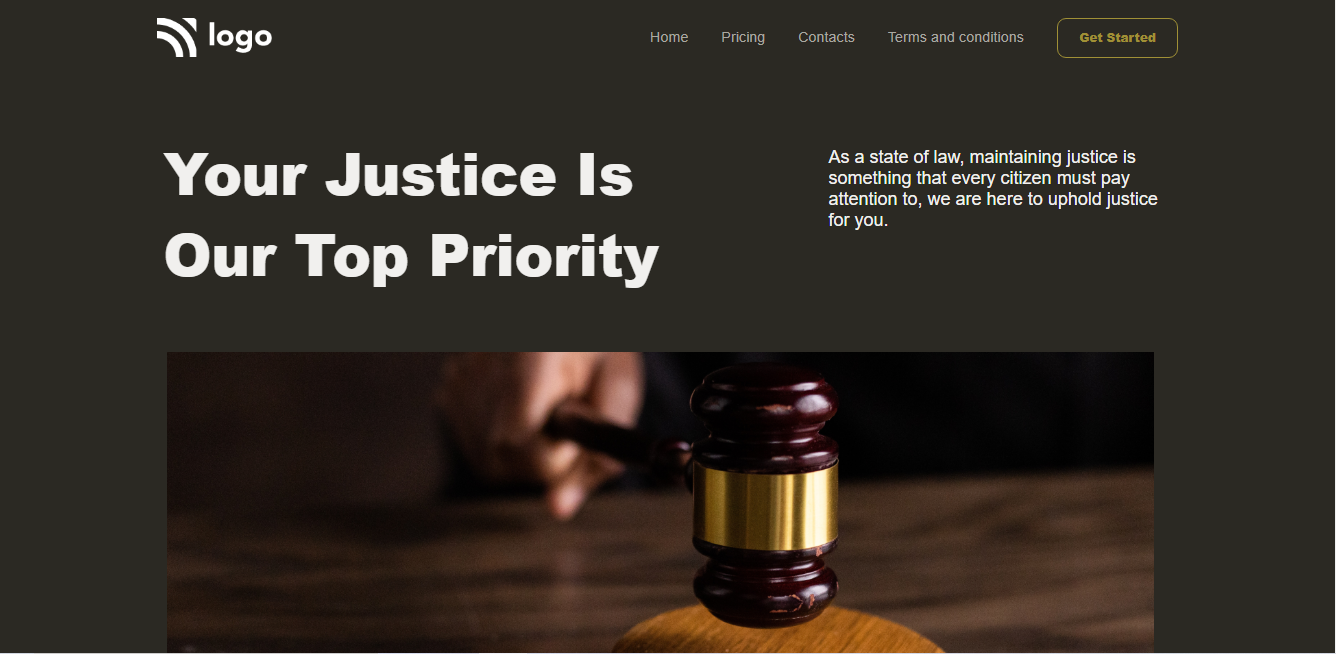 logo
Home
Pricing
Contacts
Terms and conditions
Get Started
Your Justice Is
Our Top Priority
As a state of law, maintaining justice is
something that every citizen must pay
attention to, we are here to uphold justice
for you.